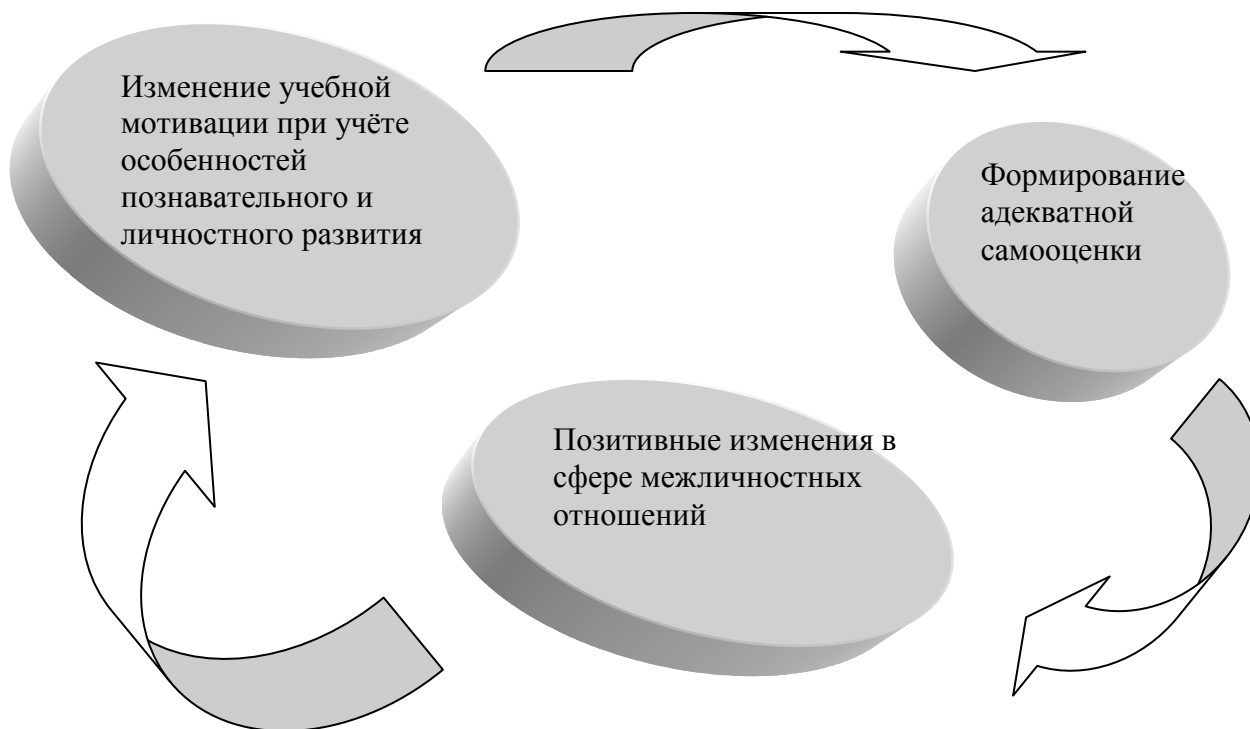 Изменение учебной
мотивации при учёте
особенностей
познавательного и
личностного развития
Формирование
адекватной
самооценки
Позитивные изменения в
сфере межличностных
отношений